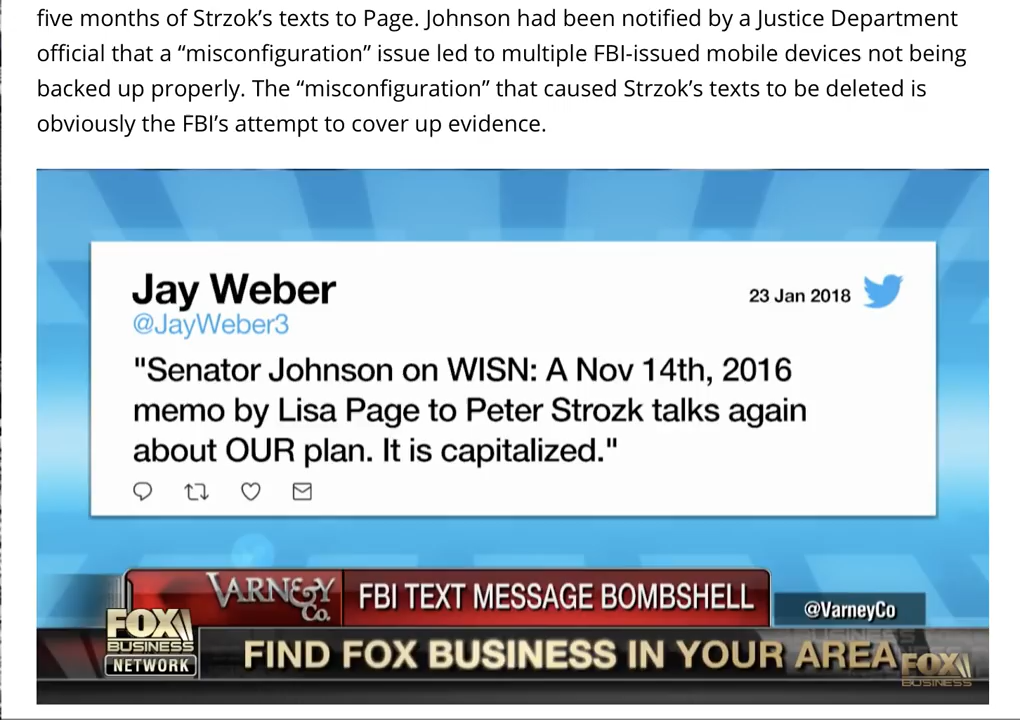 five months of Strzok’s texts to Page. Johnson had been notified by a Justice Department
official that a “misconfiguration” issue led to multiple FBI-issued mobile devices not being
backed up properly. The “misconfiguration” that caused Strzok’s texts to be deleted is
obviously the FBI’s attempt to cover up evidence.
Jay Weber
23 Jan 2018
@JayWeber3
"Senator Johnson on WISN: A Nov 14th, 2016
memo by Lisa Page to Peter Strozk talks again
about OUR plan. It is capitalized."
VARNEY
& Co.
FBI TEXT MESSAGE BOMBSHELL
@VarneyCo
FOX
BUSINESS
NETWORK
FIND FOX BUSINESS IN YOUR AREA
FOX
BUSINESS